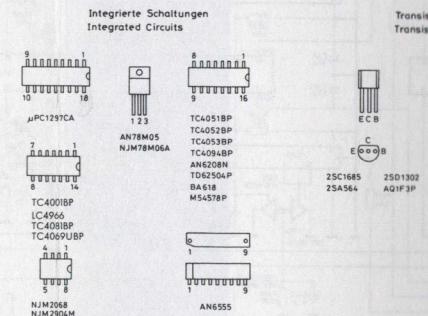 Integrierte Schaltungen
Integrated Circuits
9 1
10 18
µPC1297CA
1 2 3
AN78M05
NJM78M06A
8 1
9 16
TC4051BP
TC4052BP
TC4053BP
TC4094BP
AN6208N
TD62504P
BA618
M54578P
7 1
8 14
TC4001BP
LC4966
TC4081BP
TC4069UBP
4 1
5 8
NJM2068
NJM2904M
1 9
1 9
AN6555
Transis
Transis
E C B
C
E B
2SC1685 2SD1302
2SA564 AQ1F3P